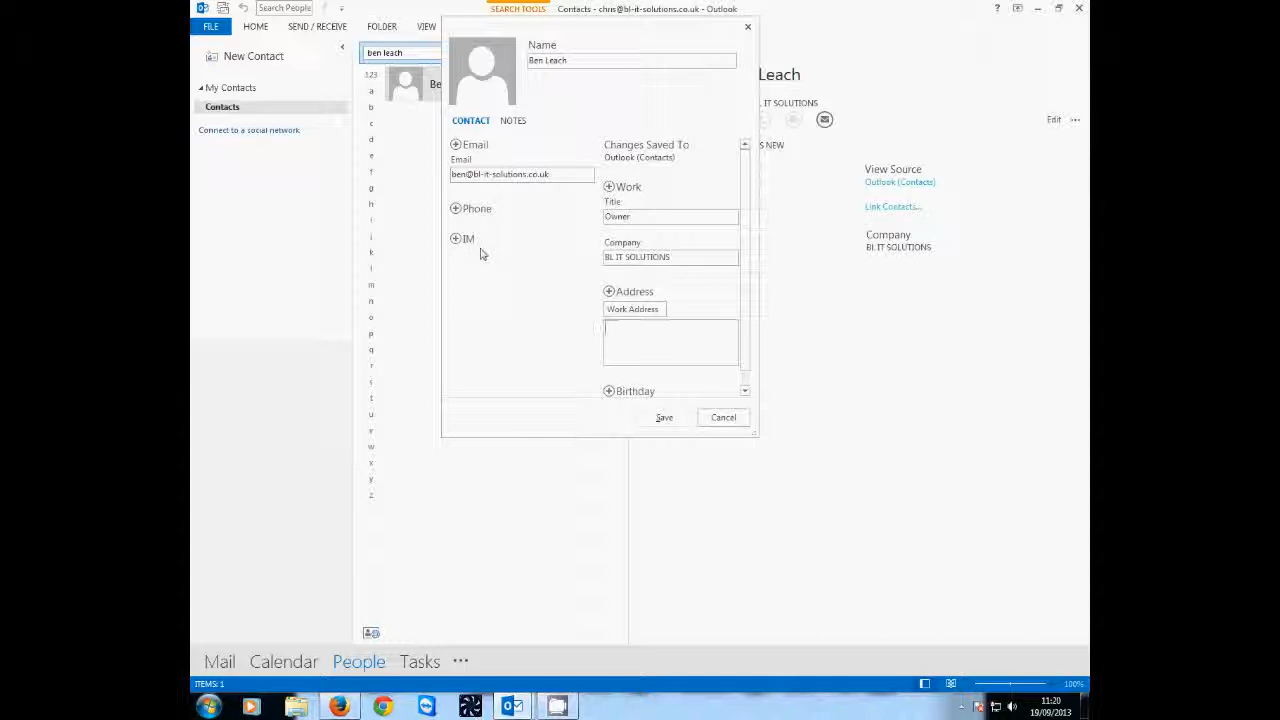 Search People
SEARCH TOOLS
Contacts - chris@bl-it-solutions.co.uk - Outlook
?
FILE
HOME
SEND / RECEIVE
FOLDER
VIEW
New Contact
My Contacts
Contacts
Connect to a social network
ben leach
123
a
b
c
d
e
f
g
h
i
j
k
l
m
n
o
p
q
r
s
t
u
v
w
x
y
z
Be
Name
Ben Leach
CONTACT NOTES
Email
Email
ben@bl-it-solutions.co.uk
Phone
IM
Changes Saved To
Outlook (Contacts)
Work
Title
Owner
Company
BL IT SOLUTIONS
Address
Work Address
Birthday
Save
Cancel
Leach
IT SOLUTIONS
Edit ...
'S NEW
View Source
Outlook (Contacts)
Link Contacts...
Company
BL IT SOLUTIONS
Mail Calendar People Tasks ...
ITEMS: 1
100%
11:20
19/09/2013